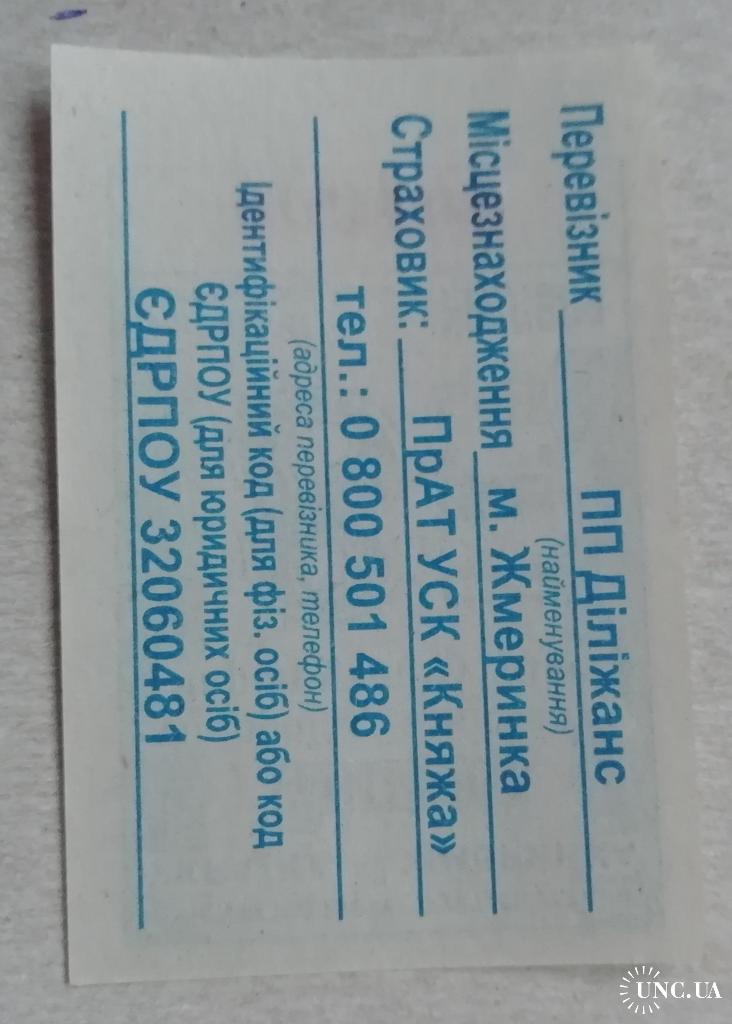 Перевізник ПП Діліжанс
(найменування)
Місцезнаходження м. Жмеринка
Страховик: ПрАТ УСК «Княжа»
тел.: 0 800 501 486
(адреса перевізника, телефон)
Ідентифікаційний код (для фіз. осіб) або код
ЄДРПОУ (для юридичних осіб)
ЄДРПОУ 32060481
UNC.UA